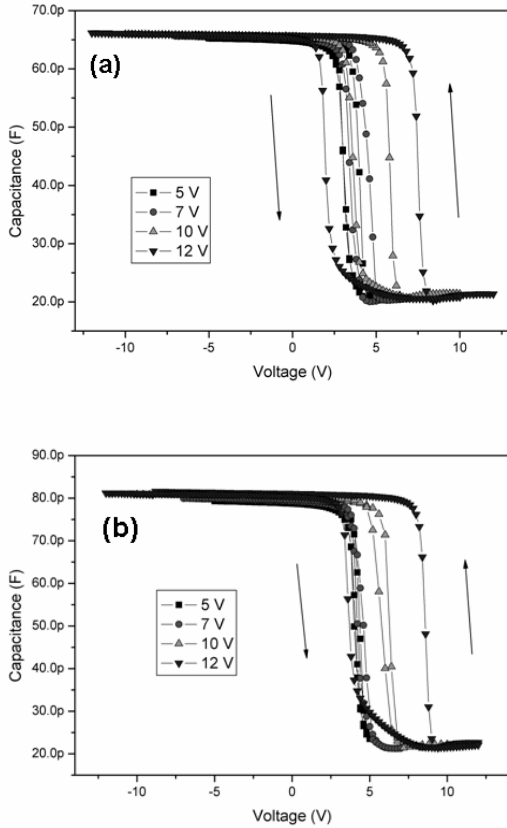 70.0p
60.0p
50.0p
40.0p
30.0p
20.0p
Capacitance (F)
(a)
5 V
7 V
10 V
12 V
-10
-5
0
5
10
Voltage (V)
90.0p
80.0p
70.0p
60.0p
50.0p
40.0p
30.0p
20.0p
Capacitance (F)
(b)
5 V
7 V
10 V
12 V
-10
-5
0
5
10
Voltage (V)